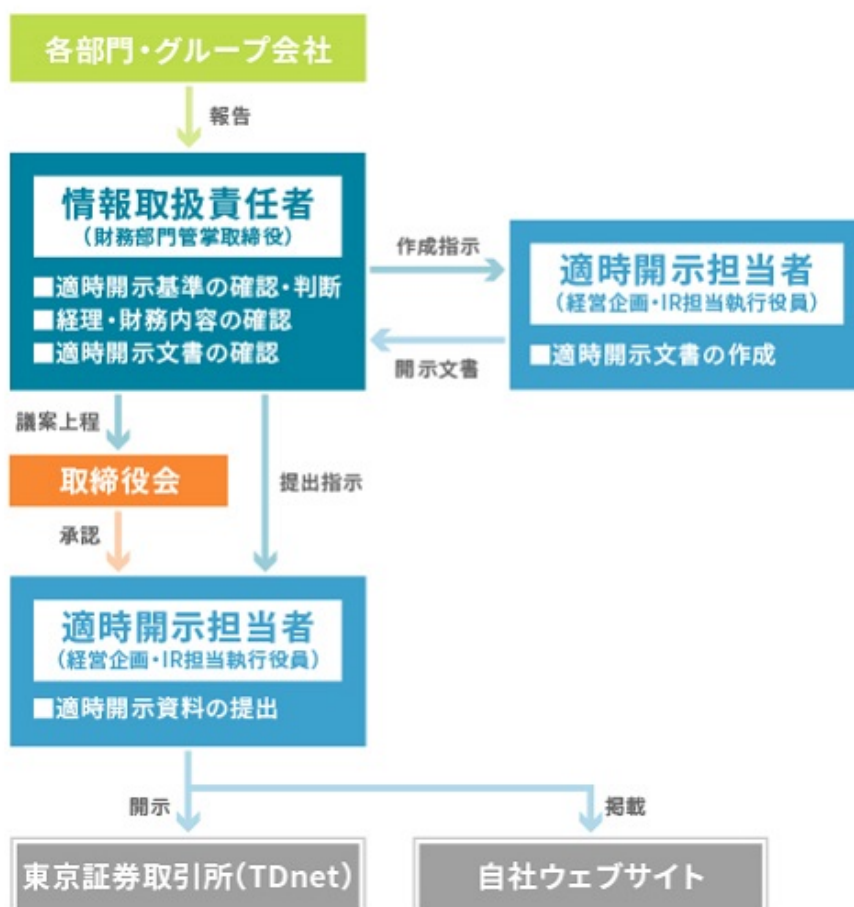 各部門・グループ会社
報告
情報取扱責任者
（財務部門管掌取締役）
■適時開示基準の確認・判断
■経理・財務内容の確認
■適時開示文書の確認
作成指示
開示文書
適時開示担当者
（経営企画・IR担当執行役員）
■適時開示文書の作成
議案上程
取締役会
提出指示
承認
適時開示担当者
（経営企画・IR担当執行役員）
■適時開示資料の提出
開示
掲載
東京証券取引所（TDnet）
自社ウェブサイト